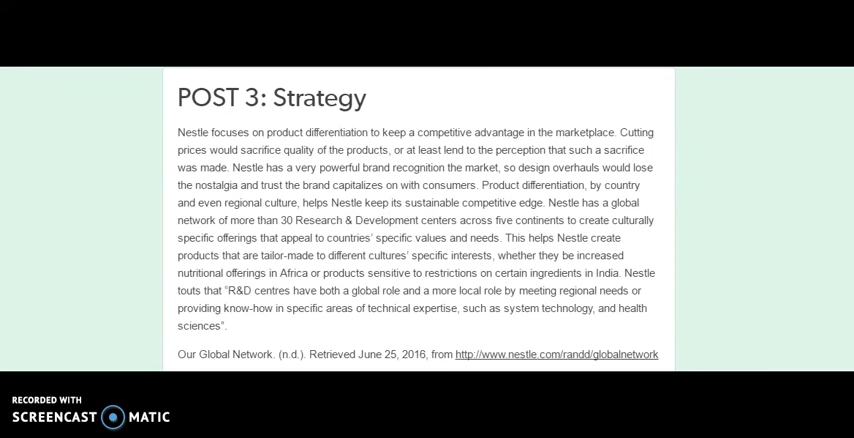 POST 3: Strategy
Nestle focuses on product differentiation to keep a competitive advantage in the marketplace. Cutting
prices would sacrifice quality of the products, or at least lend to the perception that such a sacrifice
was made. Nestle has a very powerful brand recognition the market, so design overhauls would lose
the nostalgia and trust the brand capitalizes on with consumers. Product differentiation, by country
and even regional culture, helps Nestle keep its sustainable competitive edge. Nestle has a global
network of more than 30 Research & Development centers across five continents to create culturally
specific offerings that appeal to countries’ specific values and needs. This helps Nestle create
products that are tailor-made to different cultures’ specific interests, whether they be increased
nutritional offerings in Africa or products sensitive to restrictions on certain ingredients in India. Nestle
touts that “R&D centres have both a global role and a more local role by meeting regional needs or
providing know-how in specific areas of technical expertise, such as system technology, and health
sciences”.
Our Global Network. (n.d.). Retrieved June 25, 2016, from http://www.nestle.com/randd/globalnetwork
RECORDED WITH
SCREENCAST MATIC